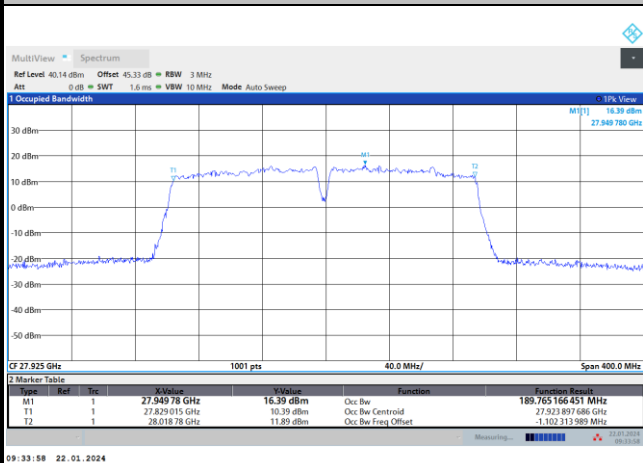 MultiView Spectrum
Ref Level 40.14 dBm Offset 45.33 dB RBW 3 MHz
Att 0 dB SWT 1.6 ms VBW 10 MHz Mode Auto Sweep
1 Occupied Bandwidth 1Pk View
M1[1] 16.39 dBm
27.949 780 GHz
30 dBm
20 dBm
M1
T1
T2
10 dBm
0 dBm
-10 dBm
-20 dBm
-30 dBm
-40 dBm
-50 dBm
CF 27.925 GHz 1001 pts 40.0 MHz/ Span 400.0 MHz
2 Marker Table
Type Ref Trc X-Value Y-Value Function Function Result
M1 1 27.949 78 GHz 16.39 dBm Occ Bw 189.765 166 451 MHz
T1 1 27.829 015 GHz 10.39 dBm Occ Bw Centroid 27.923 897 686 GHz
T2 1 28.018 78 GHz 11.89 dBm Occ Bw Freq Offset -1.102 313 989 MHz
Measuring... 22.01.2024
09:33:58
09:33:58 22.01.2024